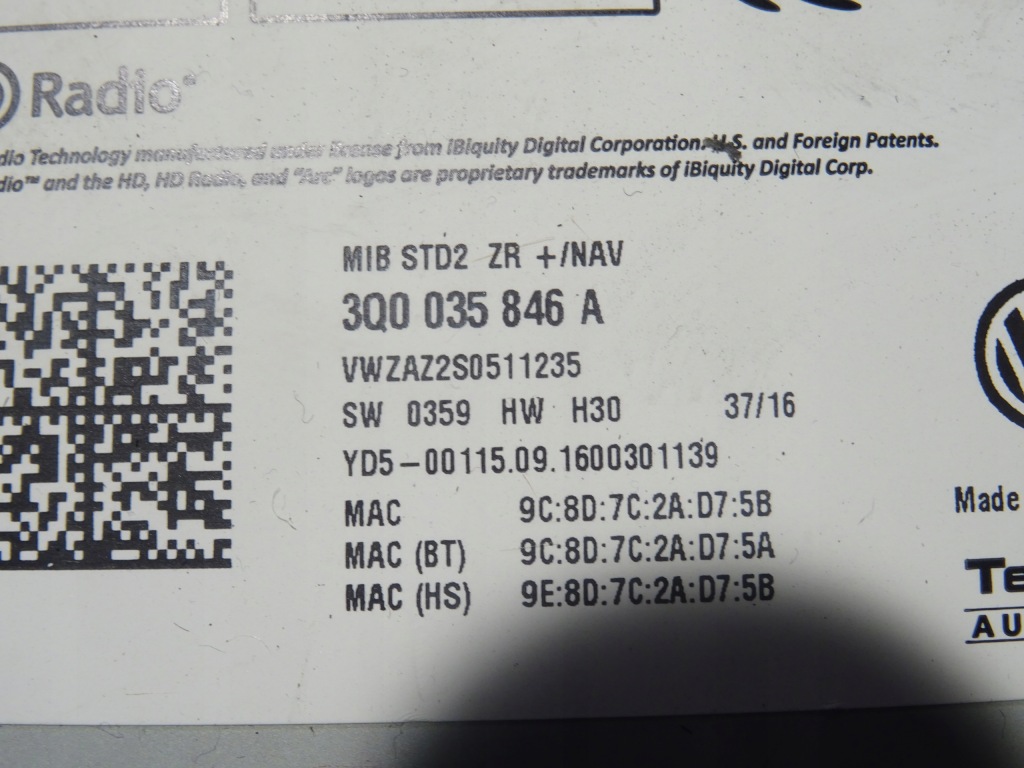 Radio
dio Technology manufactured under license from iBiquity Digital Corporation. U.S. and Foreign Patents.
dio™ and the HD, HD Radio, and "Arc" logos are proprietary trademarks of iBiquity Digital Corp.
MIB STD2 ZR +/NAV
3Q0 035 846 A
VWZAZ2S0511235
SW 0359 HW H30 37/16
YD5-00115.09.1600301139
MAC 9C:8D:7C:2A:D7:5B
MAC (BT) 9C:8D:7C:2A:D7:5A
MAC (HS) 9E:8D:7C:2A:D7:5B
Made
Te
AU